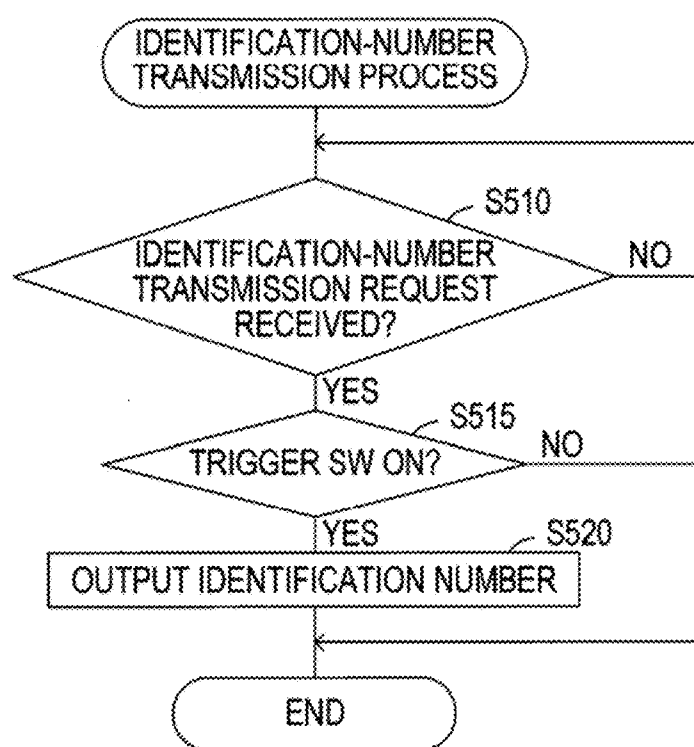 IDENTIFICATION-NUMBER
TRANSMISSION PROCESS
S510
IDENTIFICATION-NUMBER
TRANSMISSION REQUEST
RECEIVED?
NO
YES
S515
TRIGGER SW ON?
NO
YES
S520
OUTPUT IDENTIFICATION NUMBER
END